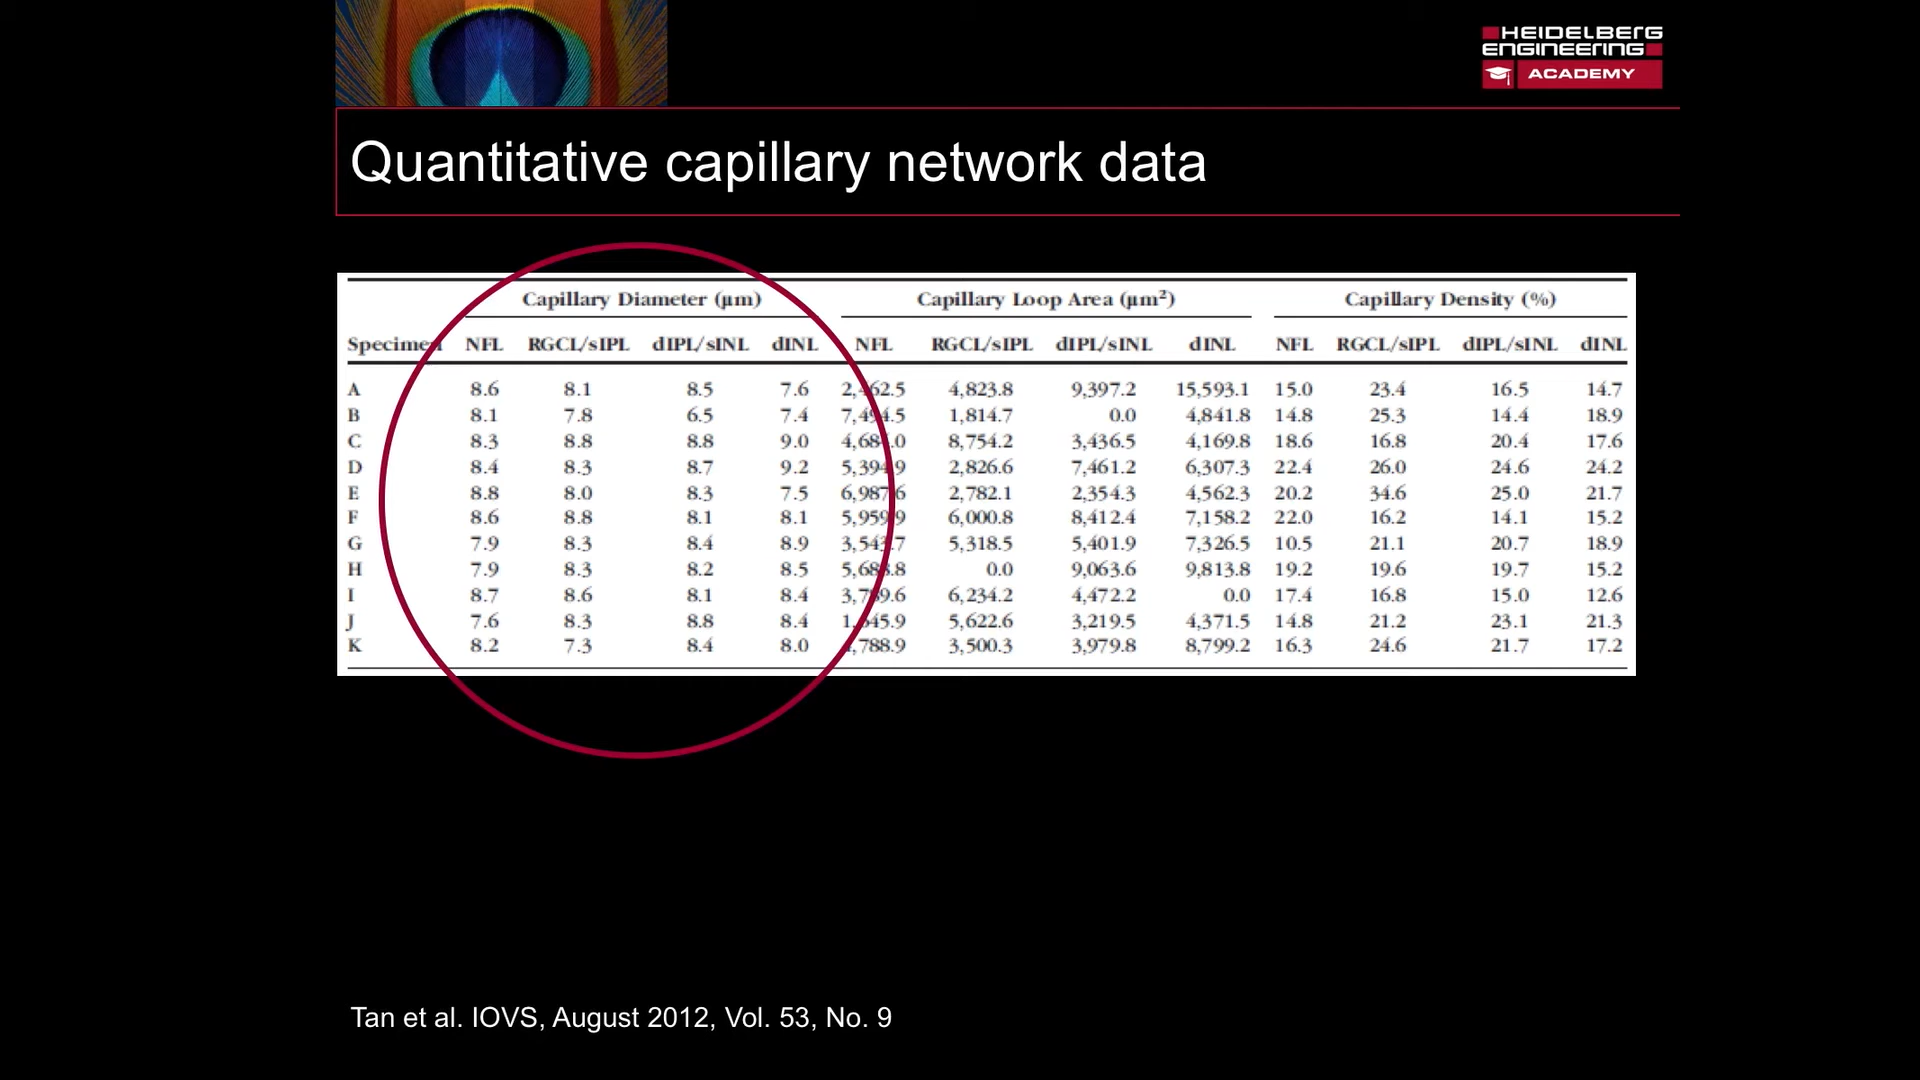 HEIDELBERG
ENGINEERING
ACADEMY
Quantitative capillary network data
Capillary Diameter (µm) Capillary Loop Area (µm²) Capillary Density (%)
Specimen NFL RGCL/sIPL dIPL/sINL dINL NFL RGCL/sIPL dIPL/sINL dINL NFL RGCL/sIPL dIPL/sINL dINL
A 8.6 8.1 8.5 7.6 4,823.8 9,397.2 15,593.1 15.0 23.4 16.5 14.7
B 8.1 7.8 6.5 7.4 1,814.7 0.0 4,841.8 14.8 25.3 14.4 18.9
C 8.3 8.8 8.8 9.0 8,754.2 3,436.5 4,169.8 18.6 16.8 20.4 17.6
D 8.4 8.3 8.7 9.2 5,394.9 2,826.6 7,461.2 6,307.3 22.4 26.0 24.6 24.2
E 8.8 8.0 8.3 7.5 6,987.6 2,782.1 2,354.3 4,562.3 20.2 34.6 25.0 21.7
F 8.6 8.8 8.1 8.1 5,959.9 6,000.8 8,412.4 7,158.2 22.0 16.2 14.1 15.2
G 7.9 8.3 8.4 8.9 5,318.5 5,401.9 7,326.5 10.5 21.1 20.7 18.9
H 7.9 8.3 8.2 8.5 0.0 9,063.6 9,813.8 19.2 19.6 19.7 15.2
I 8.7 8.6 8.1 8.4 6,234.2 4,472.2 0.0 17.4 16.8 15.0 12.6
J 7.6 8.3 8.8 8.4 5,622.6 3,219.5 4,371.5 14.8 21.2 23.1 21.3
K 8.2 7.3 8.4 8.0 3,500.3 3,979.8 8,799.2 16.3 24.6 21.7 17.2
Tan et al. IOVS, August 2012, Vol. 53, No. 9